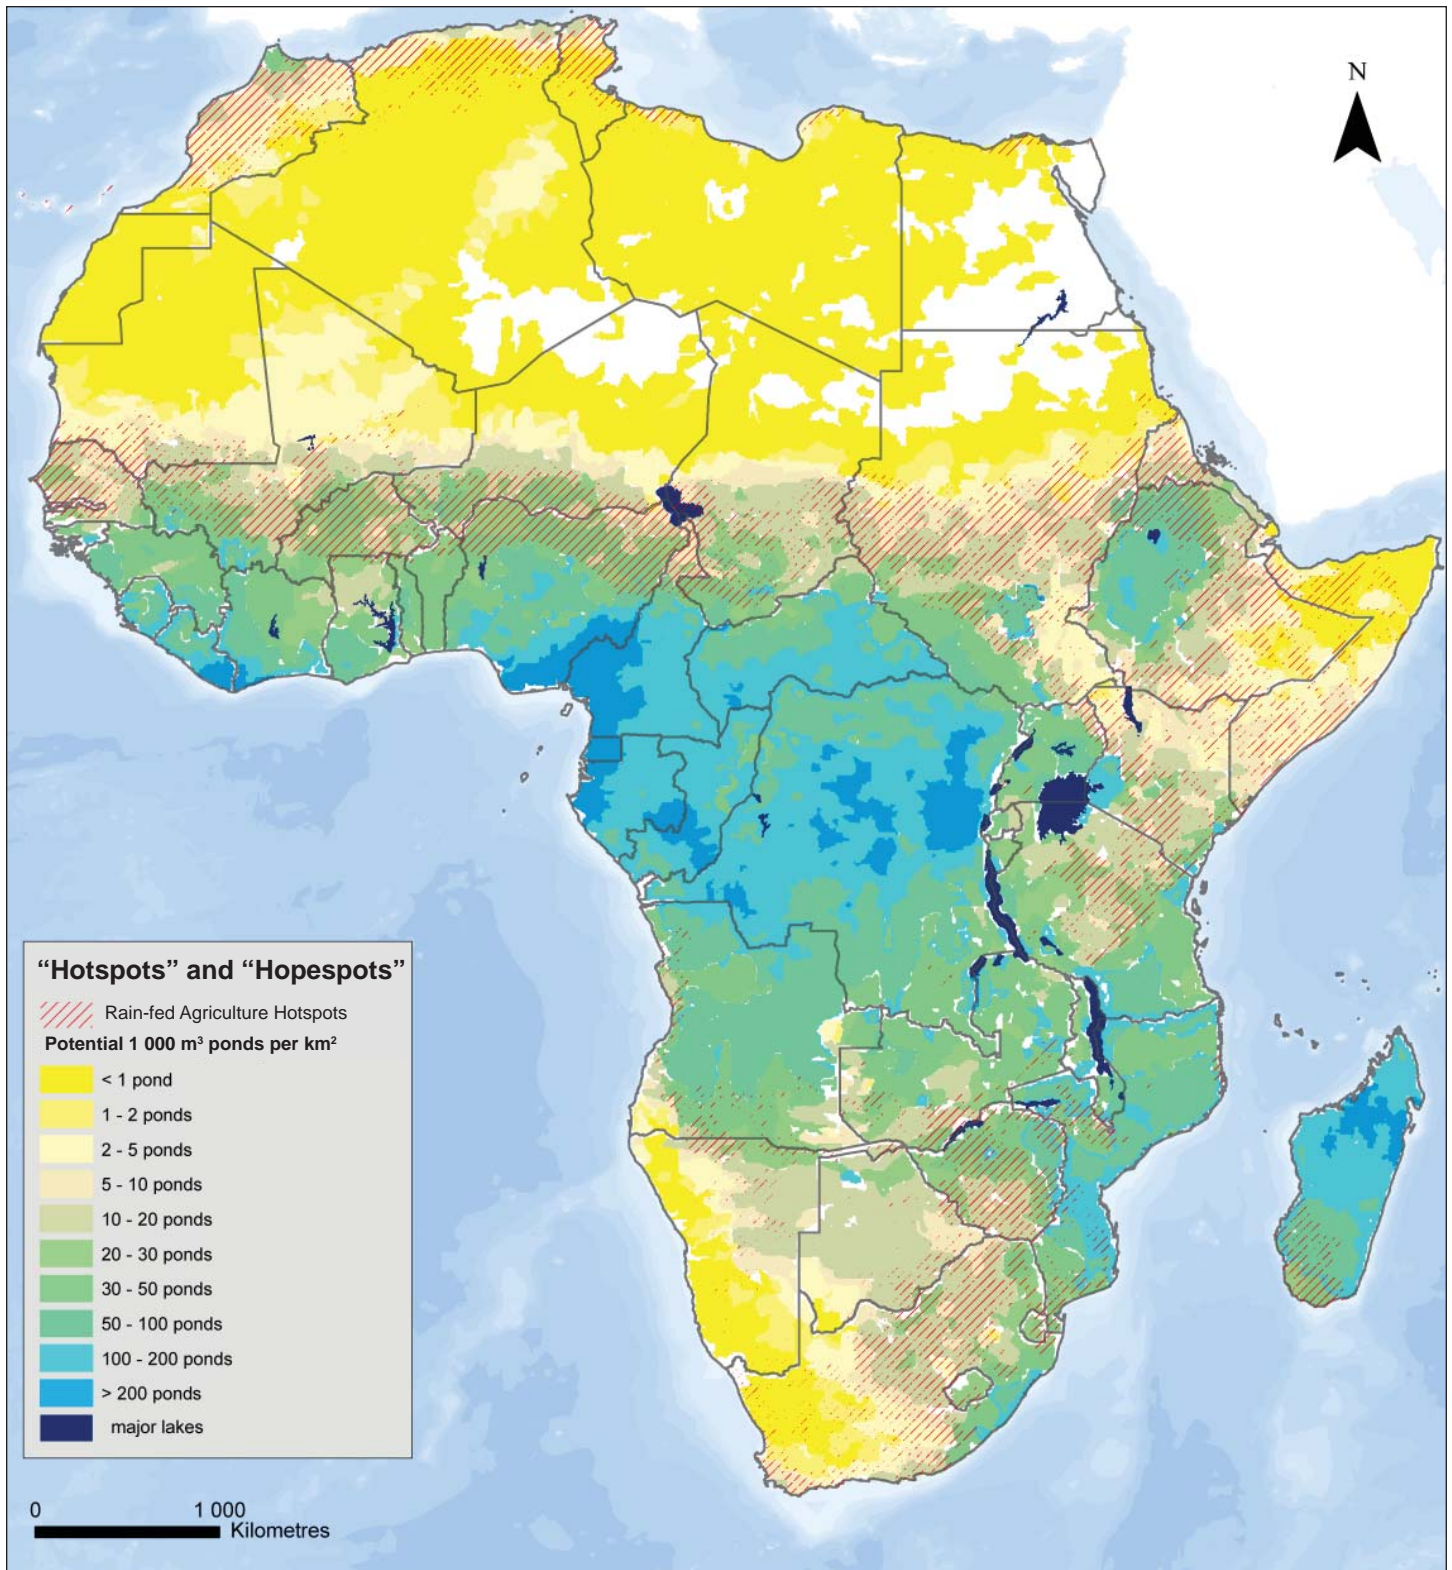 N
“Hotspots” and “Hopespots”
Rain-fed Agriculture Hotspots
Potential 1 000 m³ ponds per km²
< 1 pond
1 - 2 ponds
2 - 5 ponds
5 - 10 ponds
10 - 20 ponds
20 - 30 ponds
30 - 50 ponds
50 - 100 ponds
100 - 200 ponds
> 200 ponds
major lakes
0 1 000
Kilometres